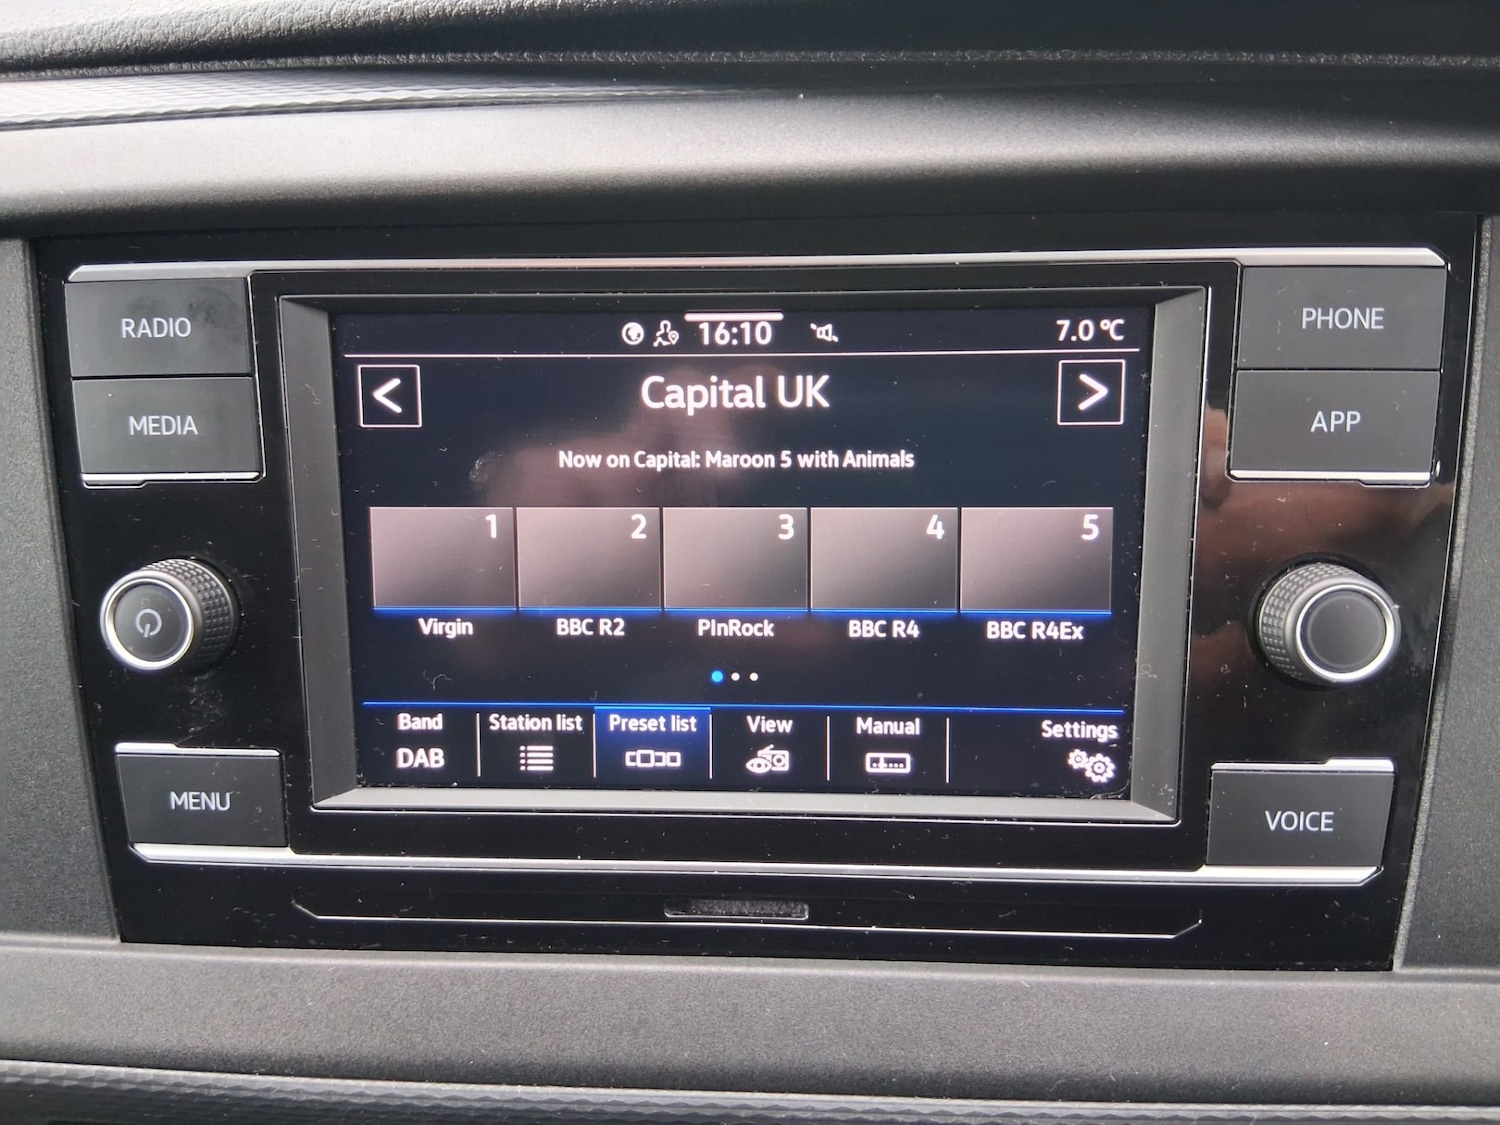 RADIO
MEDIA
MENU
16:10
7.0 °C
<
Capital UK
>
Now on Capital: Maroon 5 with Animals
1 2 3 4 5
Virgin BBC R2 PlnRock BBC R4 BBC R4Ex
Band Station list Preset list View Manual Settings
DAB
PHONE
APP
VOICE